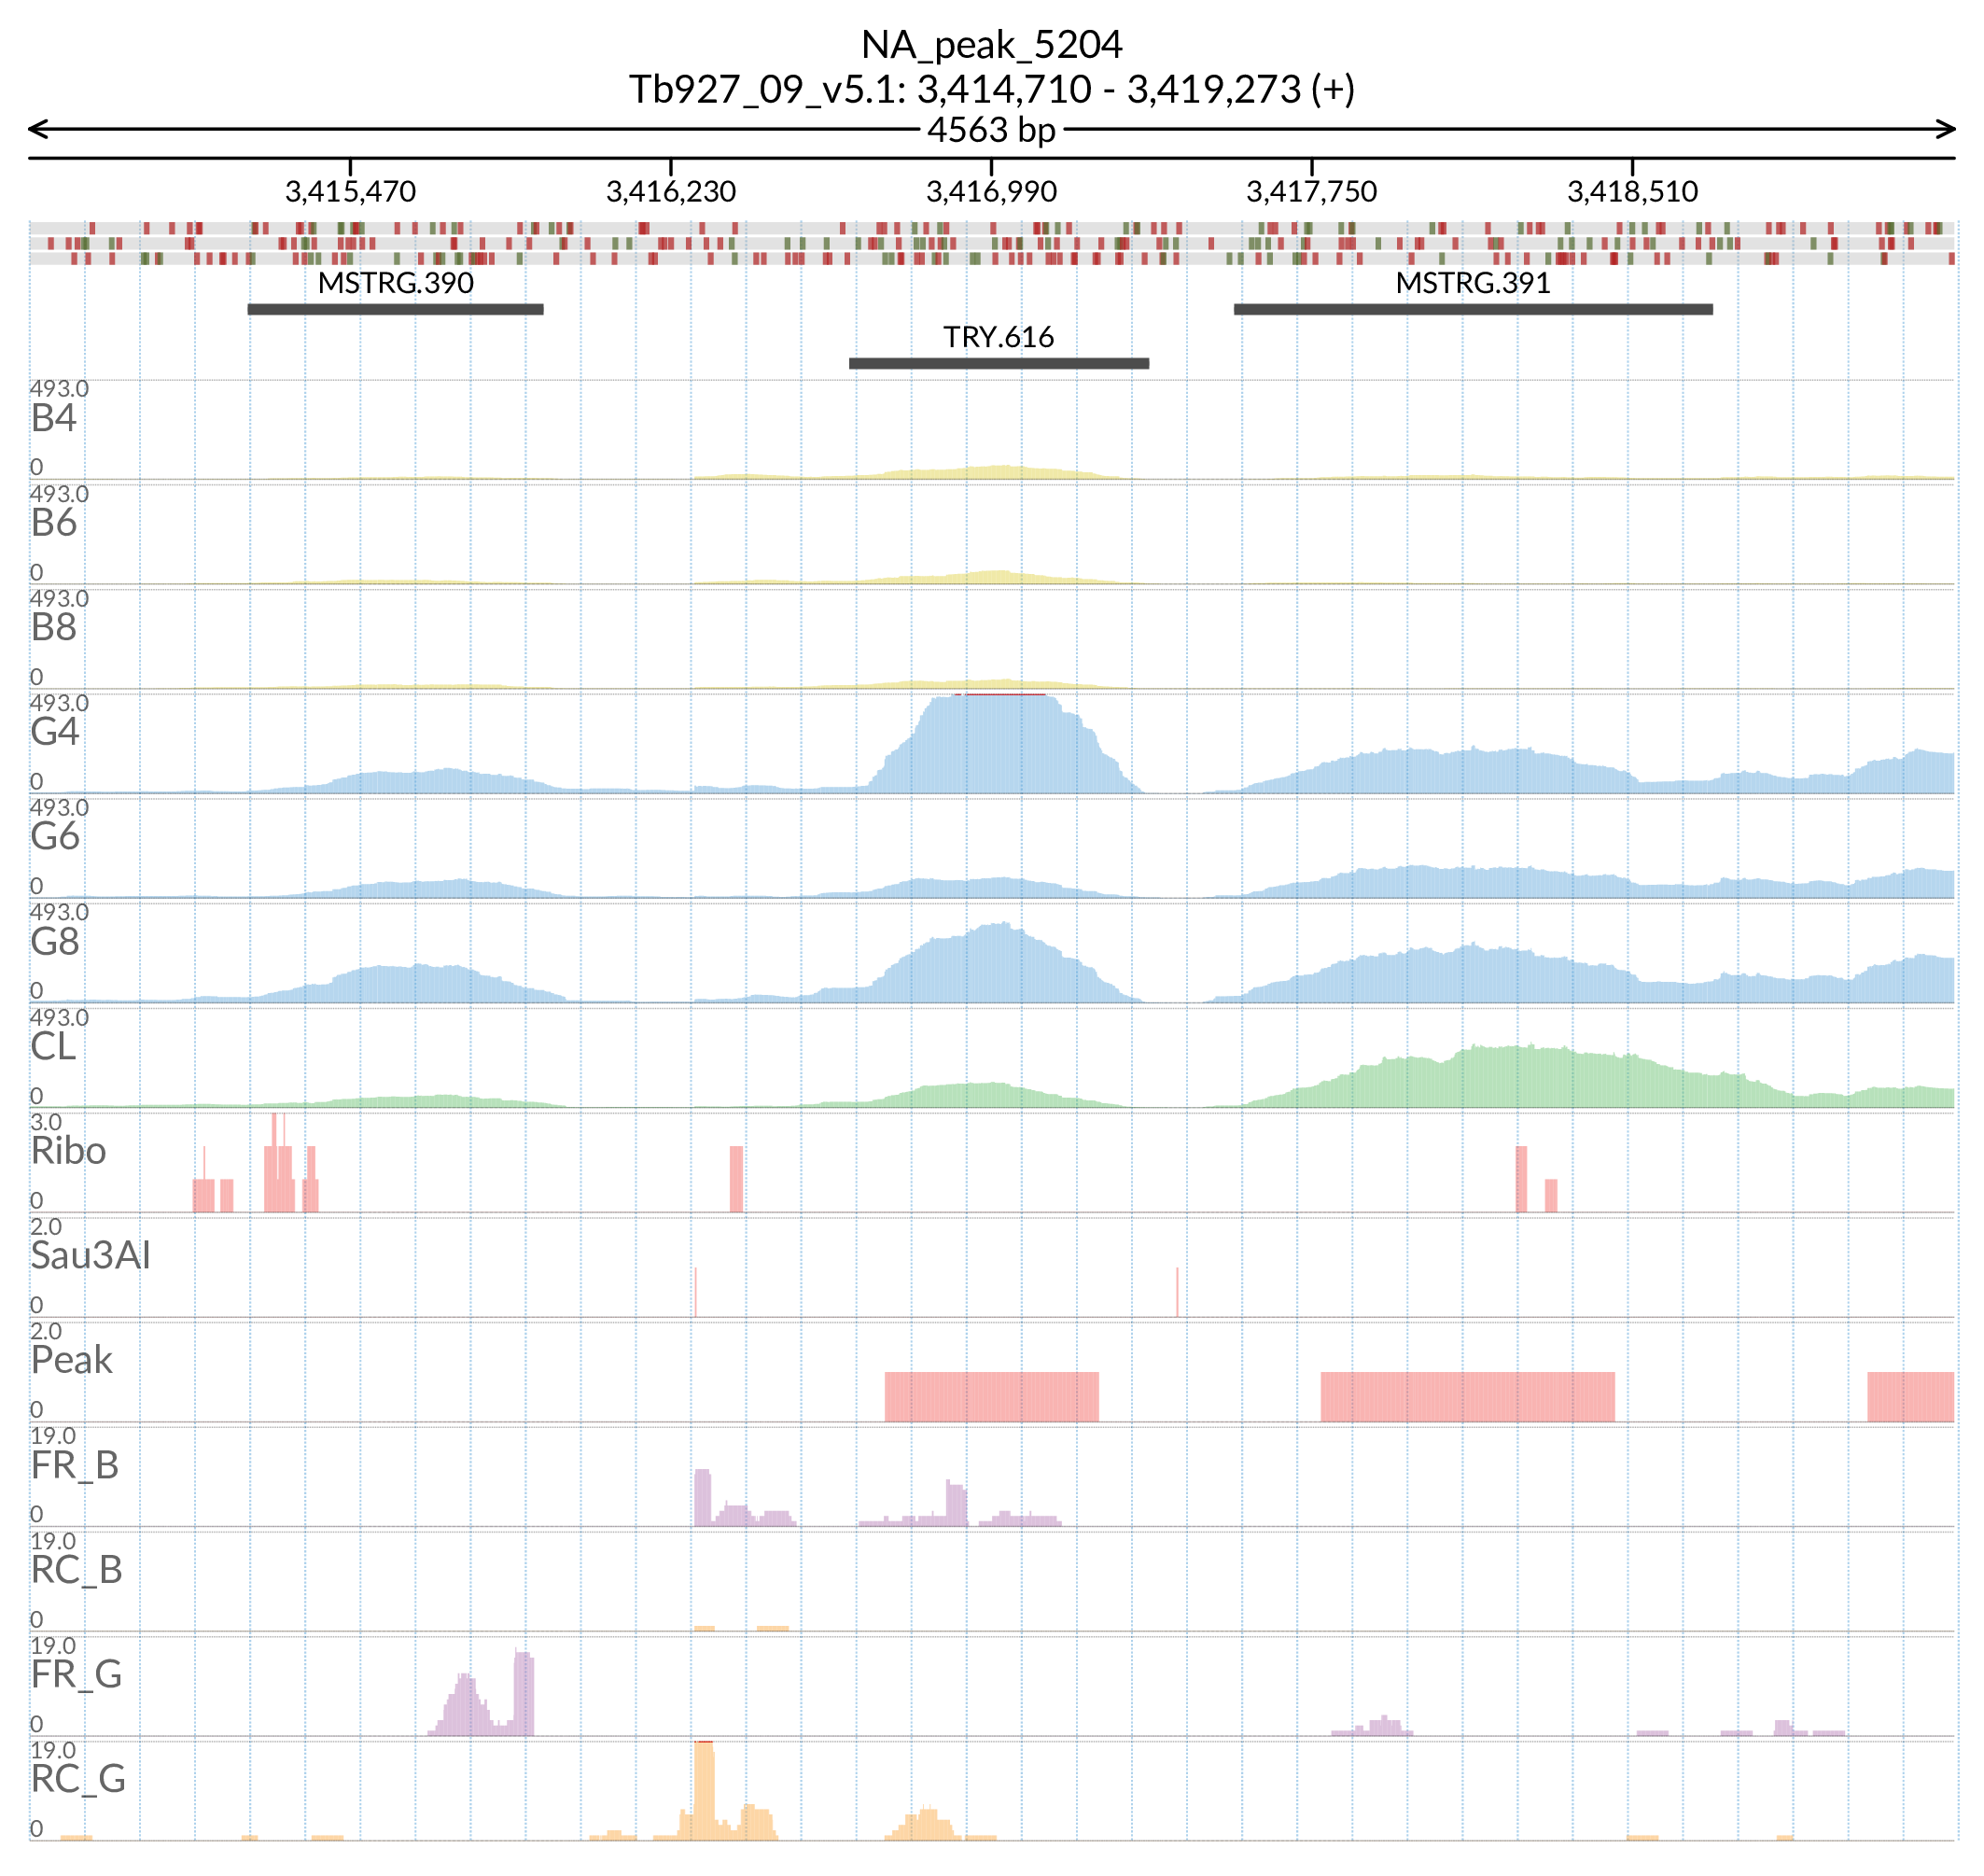 NA_peak_5204
Tb927_09_v5.1: 3,414,710 - 3,419,273 (+)
4563 bp
3,415,470 3,416,230 3,416,990 3,417,750 3,418,510
MSTRG.390 MSTRG.391
TRY.616
493.0
B4
0
493.0
B6
0
493.0
B8
0
493.0
G4
0
493.0
G6
0
493.0
G8
0
493.0
CL
0
3.0
Ribo
0
2.0
Sau3AI
0
2.0
Peak
0
19.0
FR_B
0
19.0
RC_B
0
19.0
FR_G
0
19.0
RC_G
0